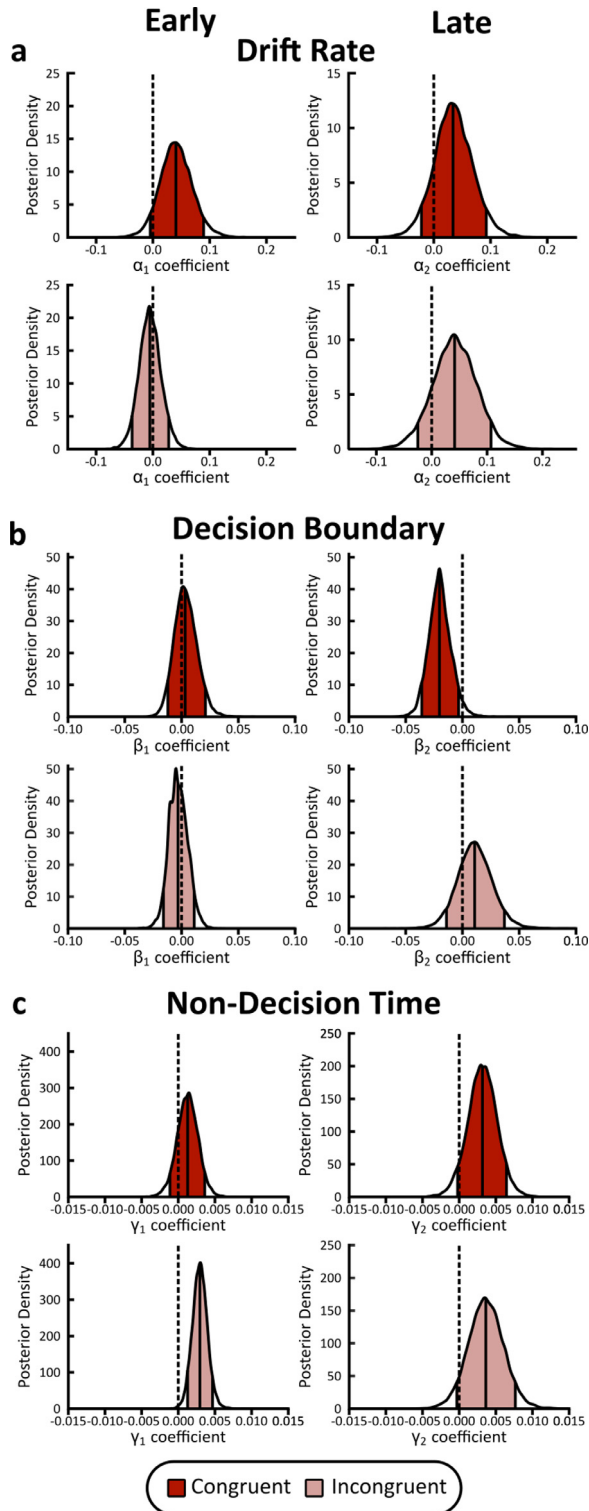 Early Late
a Drift Rate
Posterior Density
25
20
15
10
5
0
-0.1 0.0 0.1 0.2
α1 coefficient
Posterior Density
15
10
5
0
-0.1 0.0 0.1 0.2
α2 coefficient
Posterior Density
25
20
15
10
5
0
-0.1 0.0 0.1 0.2
α1 coefficient
Posterior Density
15
10
5
0
-0.1 0.0 0.1 0.2
α2 coefficient
b Decision Boundary
Posterior Density
50
40
30
20
10
0
-0.10 -0.05 0.00 0.05 0.10
β1 coefficient
Posterior Density
50
40
30
20
10
0
-0.10 -0.05 0.00 0.05 0.10
β2 coefficient
Posterior Density
50
40
30
20
10
0
-0.10 -0.05 0.00 0.05 0.10
β1 coefficient
Posterior Density
50
40
30
20
10
0
-0.10 -0.05 0.00 0.05 0.10
β2 coefficient
c Non-Decision Time
Posterior Density
400
300
200
100
0
-0.015 -0.010 -0.005 0.000 0.005 0.010 0.015
γ1 coefficient
Posterior Density
250
200
150
100
50
0
-0.015 -0.010 -0.005 0.000 0.005 0.010 0.015
γ2 coefficient
Posterior Density
400
300
200
100
0
-0.015 -0.010 -0.005 0.000 0.005 0.010 0.015
γ1 coefficient
Posterior Density
250
200
150
100
50
0
-0.015 -0.010 -0.005 0.000 0.005 0.010 0.015
γ2 coefficient
Congruent Incongruent